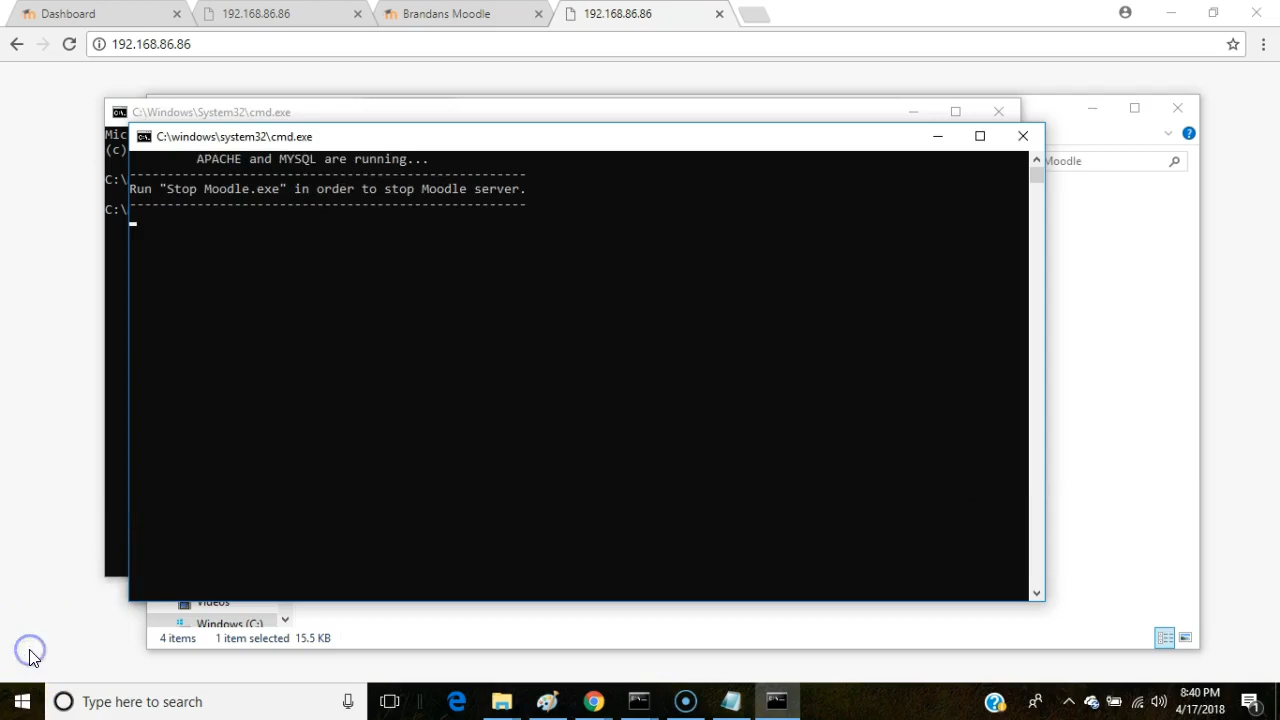 Dashboard
192.168.86.86
Brandans Moodle
192.168.86.86
192.168.86.86
C:\Windows\System32\cmd.exe
Mic
(c)
C:\
C:\
C:\windows\system32\cmd.exe
APACHE and MYSQL are running...
-----------------------------------------------------
Run "Stop Moodle.exe" in order to stop Moodle server.
-----------------------------------------------------
Moodle
Videos
Windows (C:)
4 items 1 item selected 15.5 KB
Type here to search
8:40 PM
4/17/2018
1